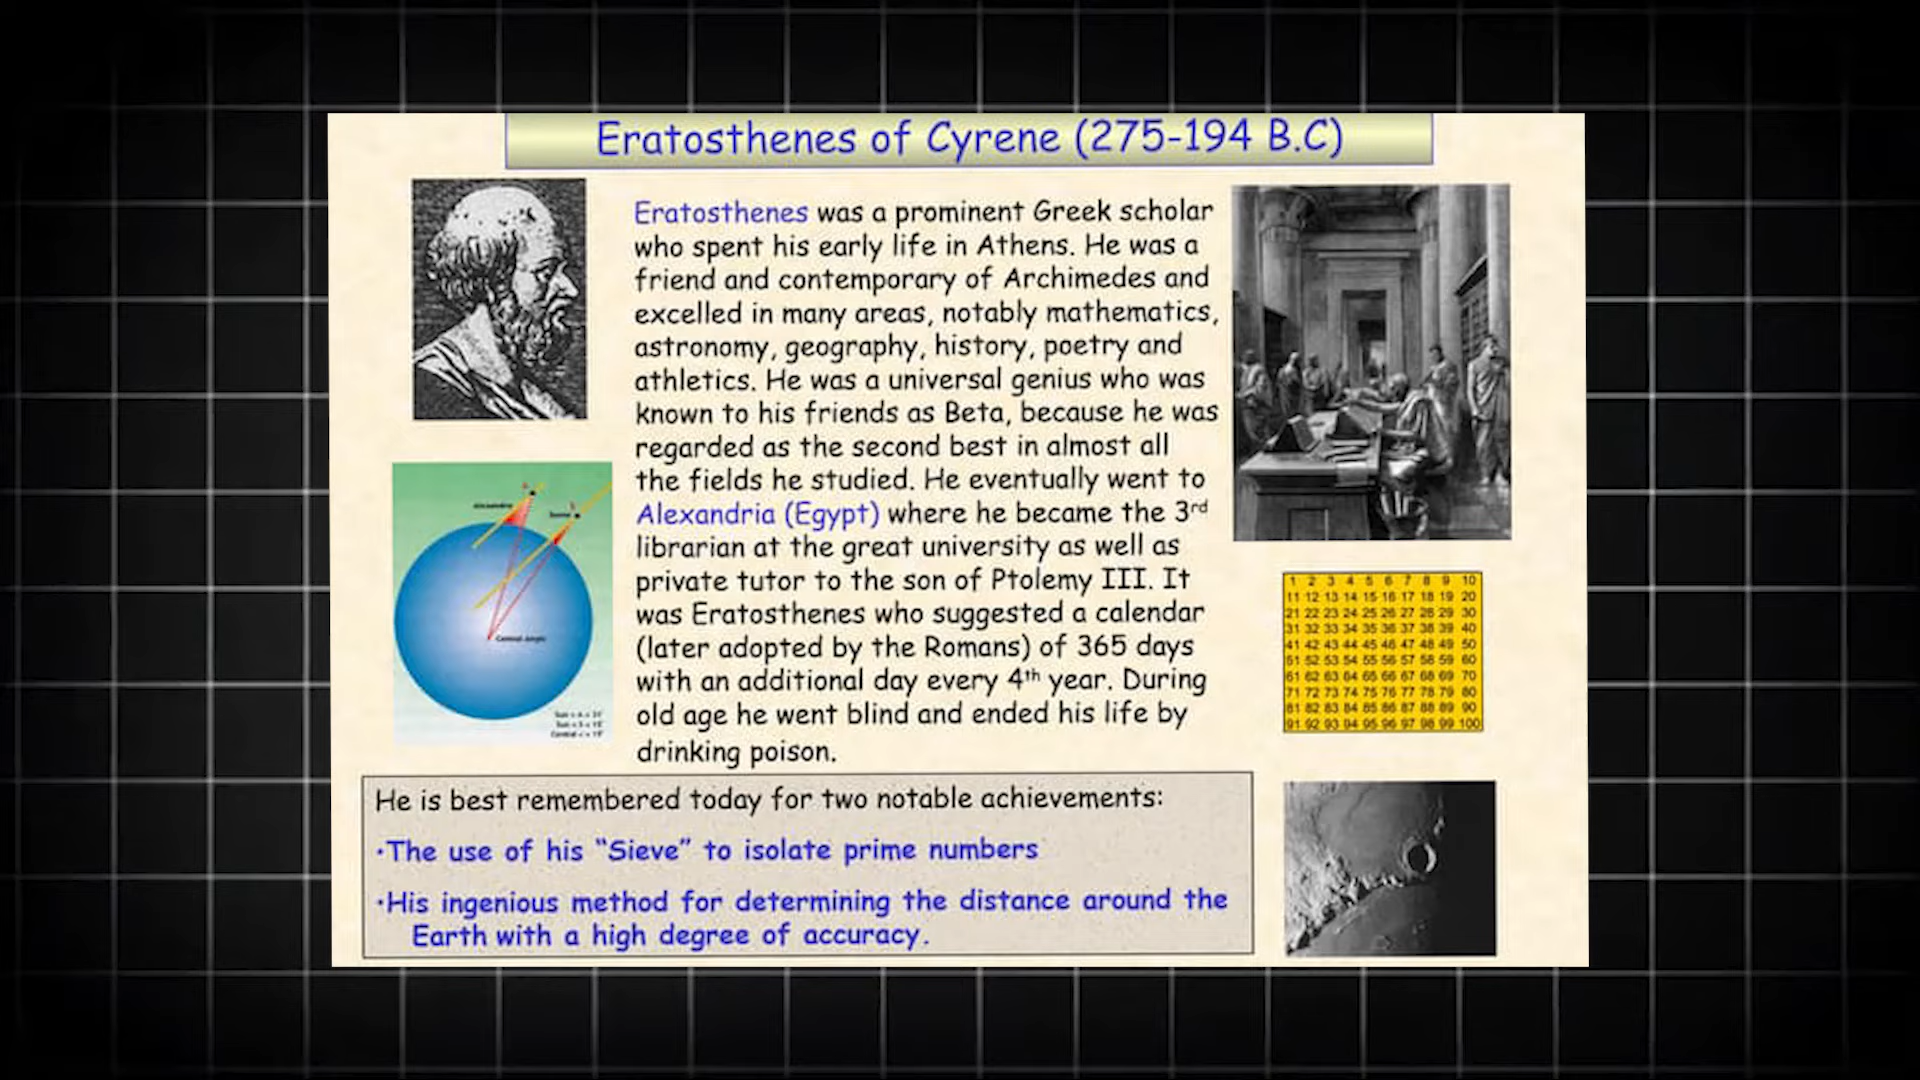 Eratosthenes of Cyrene (275-194 B.C)
Eratosthenes was a prominent Greek scholar
who spent his early life in Athens. He was a
friend and contemporary of Archimedes and
excelled in many areas, notably mathematics,
astronomy, geography, history, poetry and
athletics. He was a universal genius who was
known to his friends as Beta, because he was
regarded as the second best in almost all
the fields he studied. He eventually went to
Alexandria (Egypt) where he became the 3rd
librarian at the great university as well as
private tutor to the son of Ptolemy III. It
was Eratosthenes who suggested a calendar
(later adopted by the Romans) of 365 days
with an additional day every 4th year. During
old age he went blind and ended his life by
drinking poison.
Alexandria
Central Angle
1 2 3 4 5 6 7 8 9 10
11 12 13 14 15 16 17 18 19 20
21 22 23 24 25 26 27 28 29 30
31 32 33 34 35 36 37 38 39 40
41 42 43 44 45 46 47 48 49 50
51 52 53 54 55 56 57 58 59 60
61 62 63 64 65 66 67 68 69 70
71 72 73 74 75 76 77 78 79 80
81 82 83 84 85 86 87 88 89 90
91 92 93 94 95 96 97 98 99 100
He is best remembered today for two notable achievements:
•The use of his “Sieve” to isolate prime numbers
•His ingenious method for determining the distance around the
Earth with a high degree of accuracy.